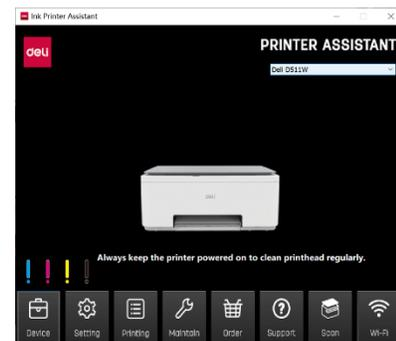 Ink Printer Assistant
deli
PRINTER ASSISTANT
Deli D511W
deli
Always keep the printer powered on to clean printhead regularly.
Device Setting Printing Maintain Order Support Scan Wi-Fi